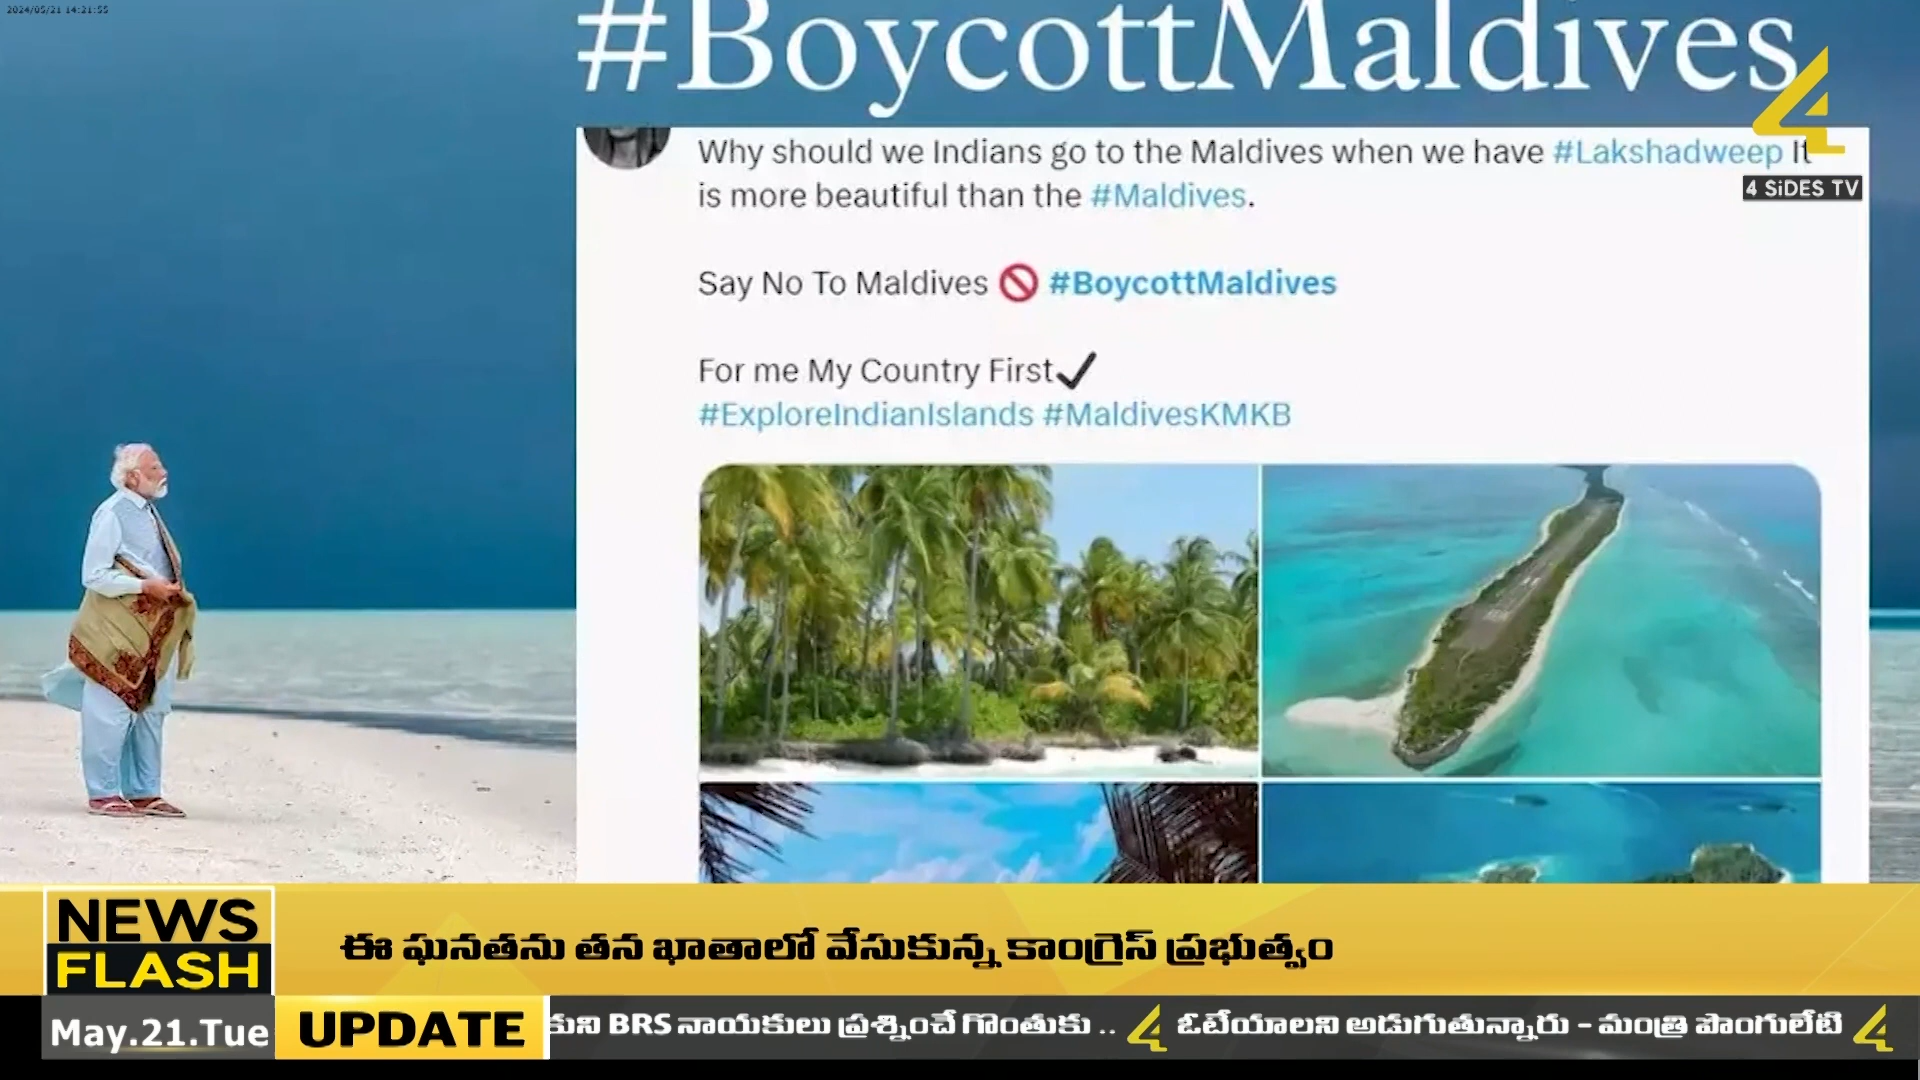 2024/05/21 14:21:55
#BoycottMaldives
4 SiDES TV
Why should we Indians go to the Maldives when we have #Lakshadweep It
is more beautiful than the #Maldives.
Say No To Maldives 🚫 #BoycottMaldives
For me My Country First✔
#ExploreIndianIslands #MaldivesKMKB
NEWS
FLASH
ఈ ఘనతను తన ఖాతాలో వేసుకున్న కాంగ్రెస్ ప్రభుత్వం
May.21.Tue
UPDATE
కుని BRS నాయకులు ప్రశ్నించే గొంతుకు .. 4 ఓటేయాలని అడుగుతున్నారు - మంత్రి పొంగులేటి 4